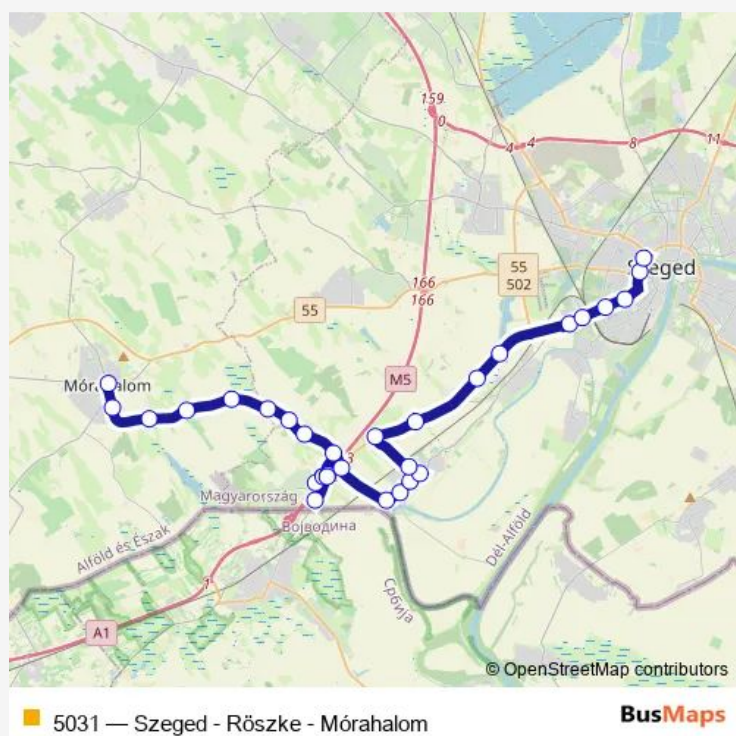 159
0
4
4
8
11
Szeged
166
166
55
502
55
M5
Mórahalom
3
Magyarország
Војводина
Alföld és Észak
Dél-Alföld
Србија
1
A1
© OpenStreetMap contributors
5031 — Szeged - Röszke - Mórahalom
BusMaps